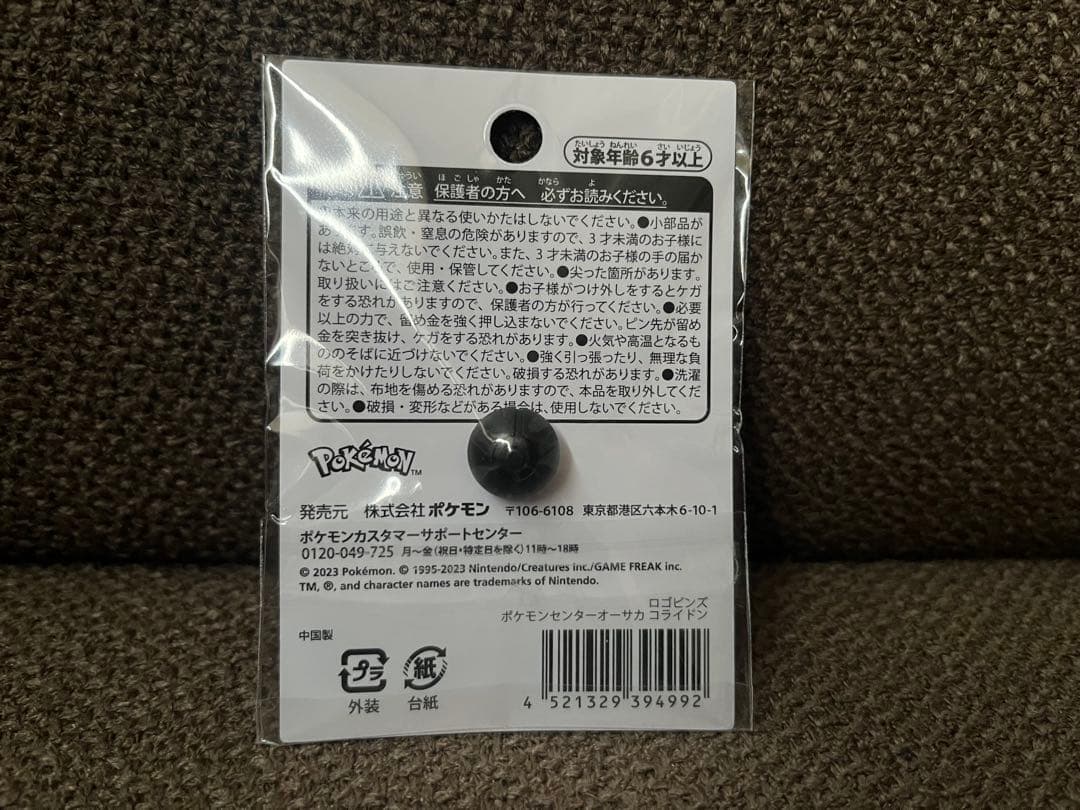 たいしょう ねんれい さい いじょう
対象年齢6才以上
注意 保護者の方へ 必ずお読みください。
本来の用途と異なる使いかたはしないでください。●小部品が
あります。誤飲・窒息の危険がありますので、3才未満のお子様に
は絶対に与えないでください。また、3才未満のお子様の手の届か
ないところで、使用・保管してください。●尖った箇所があります。
取り扱いにはご注意ください。●お子様がつけ外しをするとケガ
をする恐れがありますので、保護者の方が行ってください。●必要
以上の力で、留め金を強く押し込まないでください。ピン先が留め
金を突き抜け、ケガをする恐れがあります。●火気や高温となるも
ののそばに近づけないでください。●強く引っ張ったり、無理な負
荷をかけたりしないでください。破損する恐れがあります。●洗濯
の際は、布地を傷める恐れがありますので、本品を取り外してくだ
さい。●破損・変形などがある場合は、使用しないでください。
POKéMON™
発売元 株式会社ポケモン 〒106-6108 東京都港区六本木6-10-1
ポケモンカスタマーサポートセンター
0120-049-725 月～金(祝日・特定日を除く)11時～18時
© 2023 Pokémon. © 1995-2023 Nintendo/Creatures inc./GAME FREAK inc.
TM, ®, and character names are trademarks of Nintendo.
ロゴピンズ
ポケモンセンターオーサカ コライドン
中国製
プラ 紙
外装 台紙
4 521329 394992